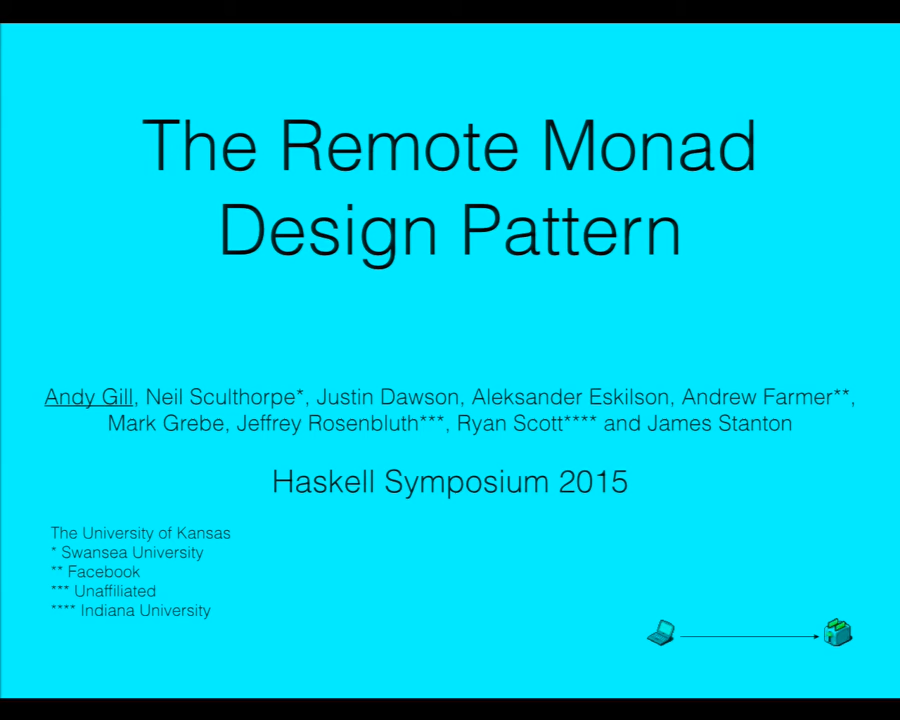 The Remote Monad
Design Pattern
Andy Gill, Neil Sculthorpe*, Justin Dawson, Aleksander Eskilson, Andrew Farmer**,
Mark Grebe, Jeffrey Rosenbluth***, Ryan Scott**** and James Stanton
Haskell Symposium 2015
The University of Kansas
* Swansea University
** Facebook
*** Unaffiliated
**** Indiana University